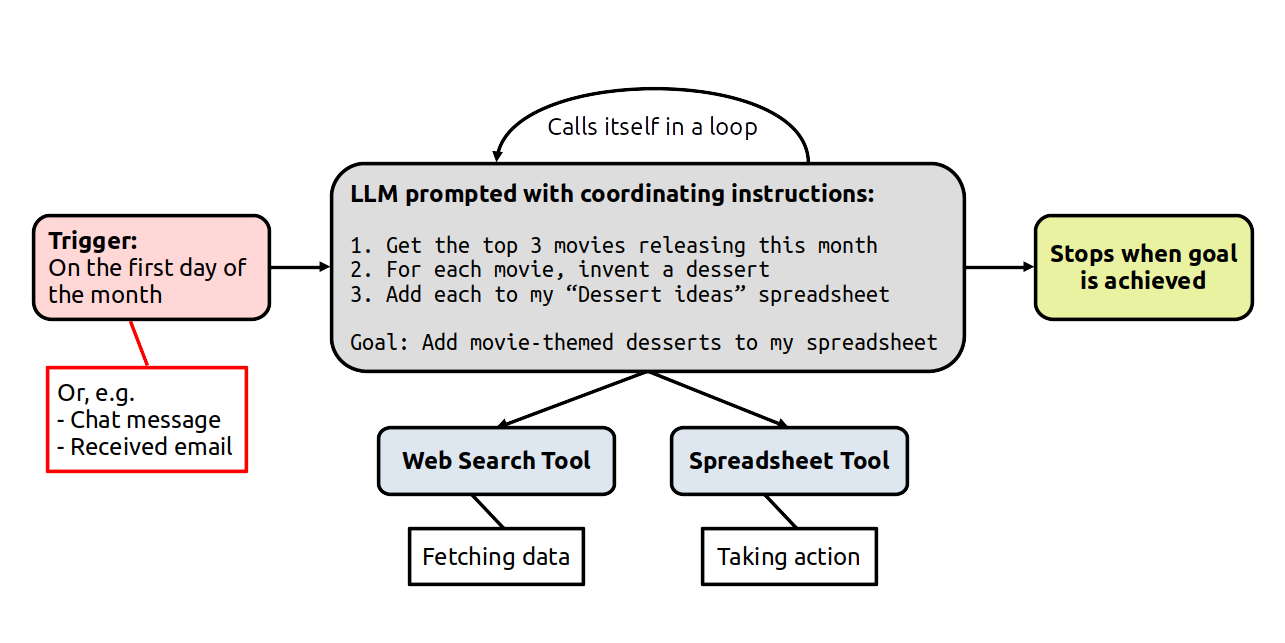 Calls itself in a loop
LLM prompted with coordinating instructions:
1. Get the top 3 movies releasing this month
2. For each movie, invent a dessert
3. Add each to my “Dessert ideas” spreadsheet
Goal: Add movie-themed desserts to my spreadsheet
Trigger:
On the first day of
the month
Or, e.g.
- Chat message
- Received email
Stops when goal
is achieved
Web Search Tool
Spreadsheet Tool
Fetching data
Taking action